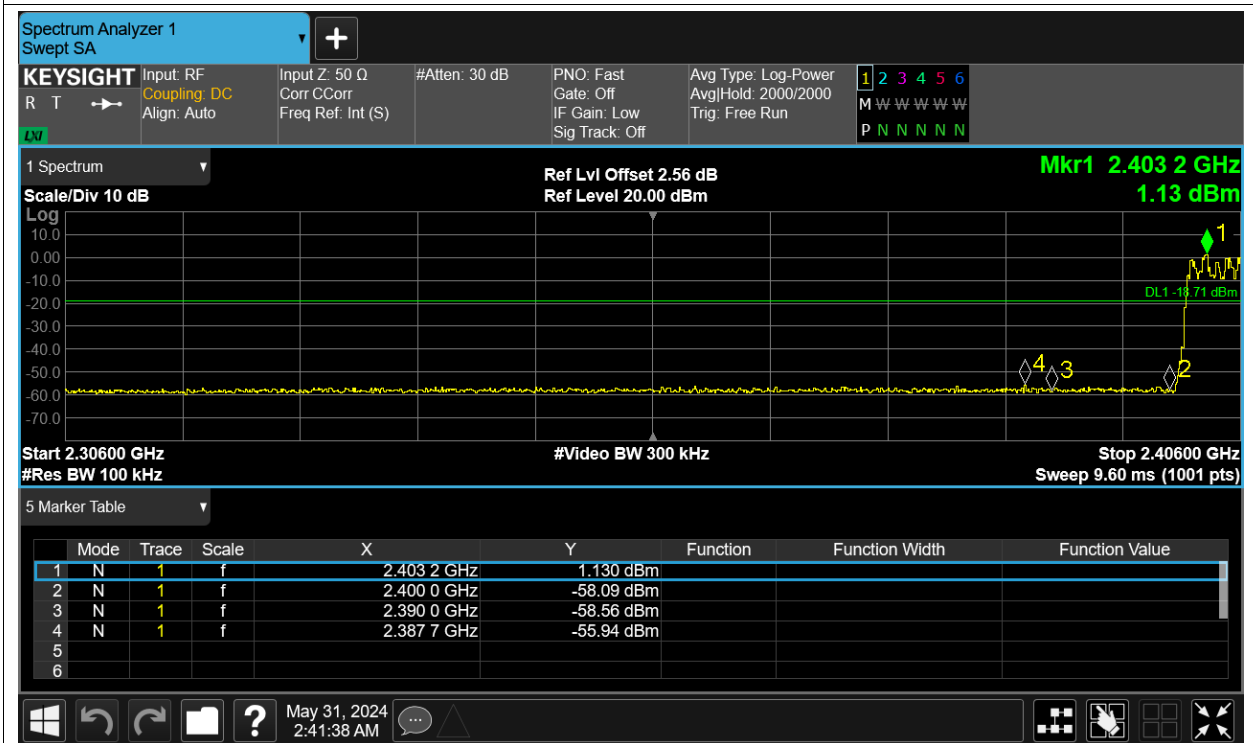 Spectrum Analyzer 1
Swept SA
KEYSIGHT Input: RF Input Z: 50 Ω #Atten: 30 dB PNO: Fast Avg Type: Log-Power 1 2 3 4 5 6
R T Coupling: DC Corr CCorr Gate: Off Avg|Hold: 2000/2000 M W W W W W
Align: Auto Freq Ref: Int (S) IF Gain: Low Trig: Free Run
LXI Sig Track: Off P N N N N N
1 Spectrum Ref Lvl Offset 2.56 dB Mkr1 2.403 2 GHz
Scale/Div 10 dB Ref Level 20.00 dBm 1.13 dBm
Log
10.0 1
0.00
-10.0
DL1 -18.71 dBm
-20.0
-30.0
-40.0
-50.0 4 3 2
-60.0
-70.0
Start 2.30600 GHz #Video BW 300 kHz Stop 2.40600 GHz
#Res BW 100 kHz Sweep 9.60 ms (1001 pts)
5 Marker Table
Mode Trace Scale X Y Function Function Width Function Value
1 N 1 f 2.403 2 GHz 1.130 dBm
2 N 1 f 2.400 0 GHz -58.09 dBm
3 N 1 f 2.390 0 GHz -58.56 dBm
4 N 1 f 2.387 7 GHz -55.94 dBm
5
6
? May 31, 2024
2:41:38 AM